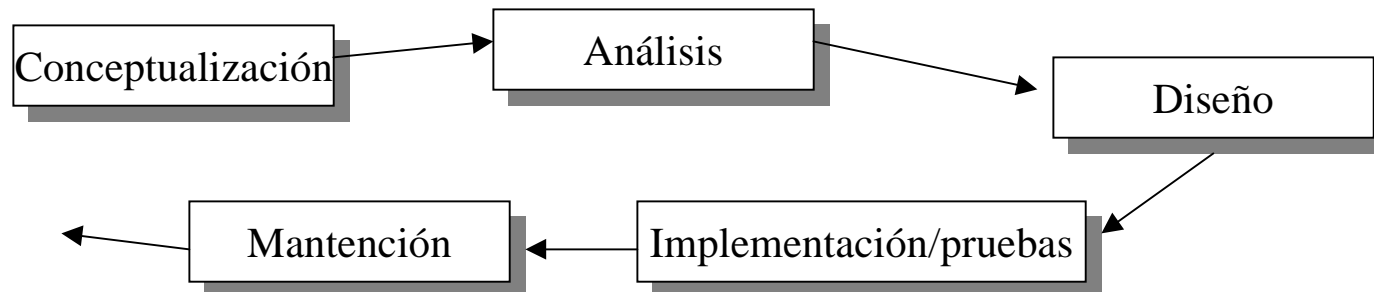 Conceptualización
Análisis
Diseño
Implementación/pruebas
Mantención